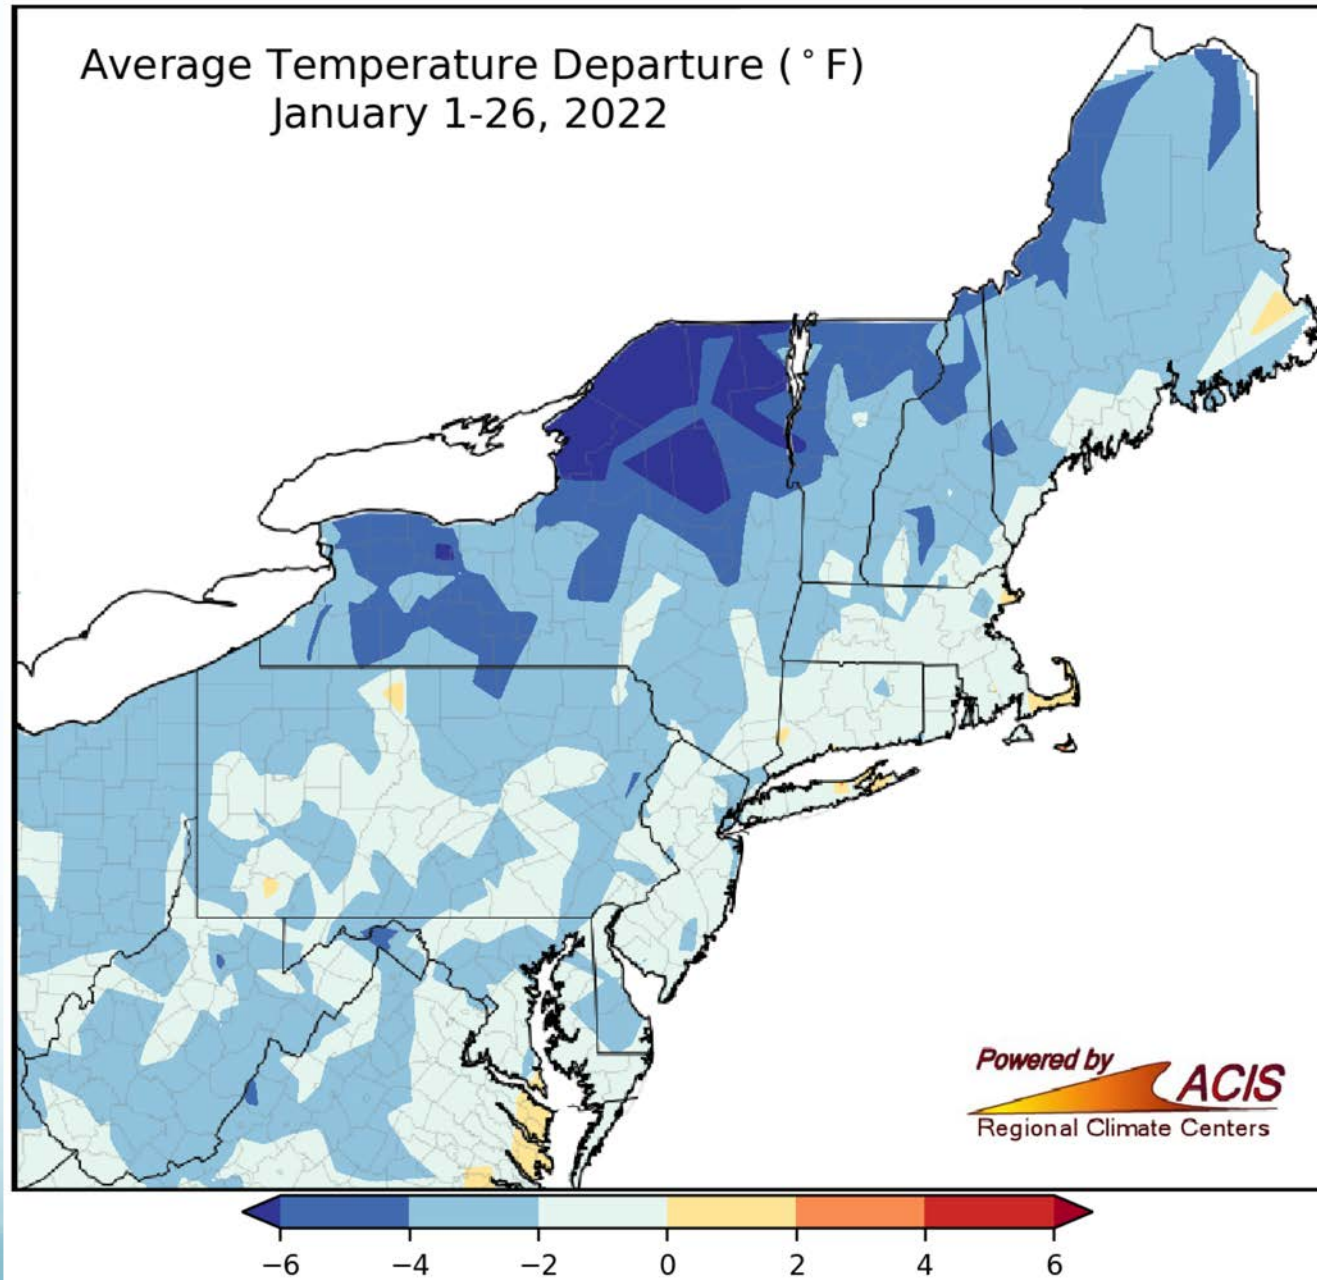 Average Temperature Departure (°F)
January 1-26, 2022
Powered by
ACIS
Regional Climate Centers
−6 −4 −2 0 2 4 6